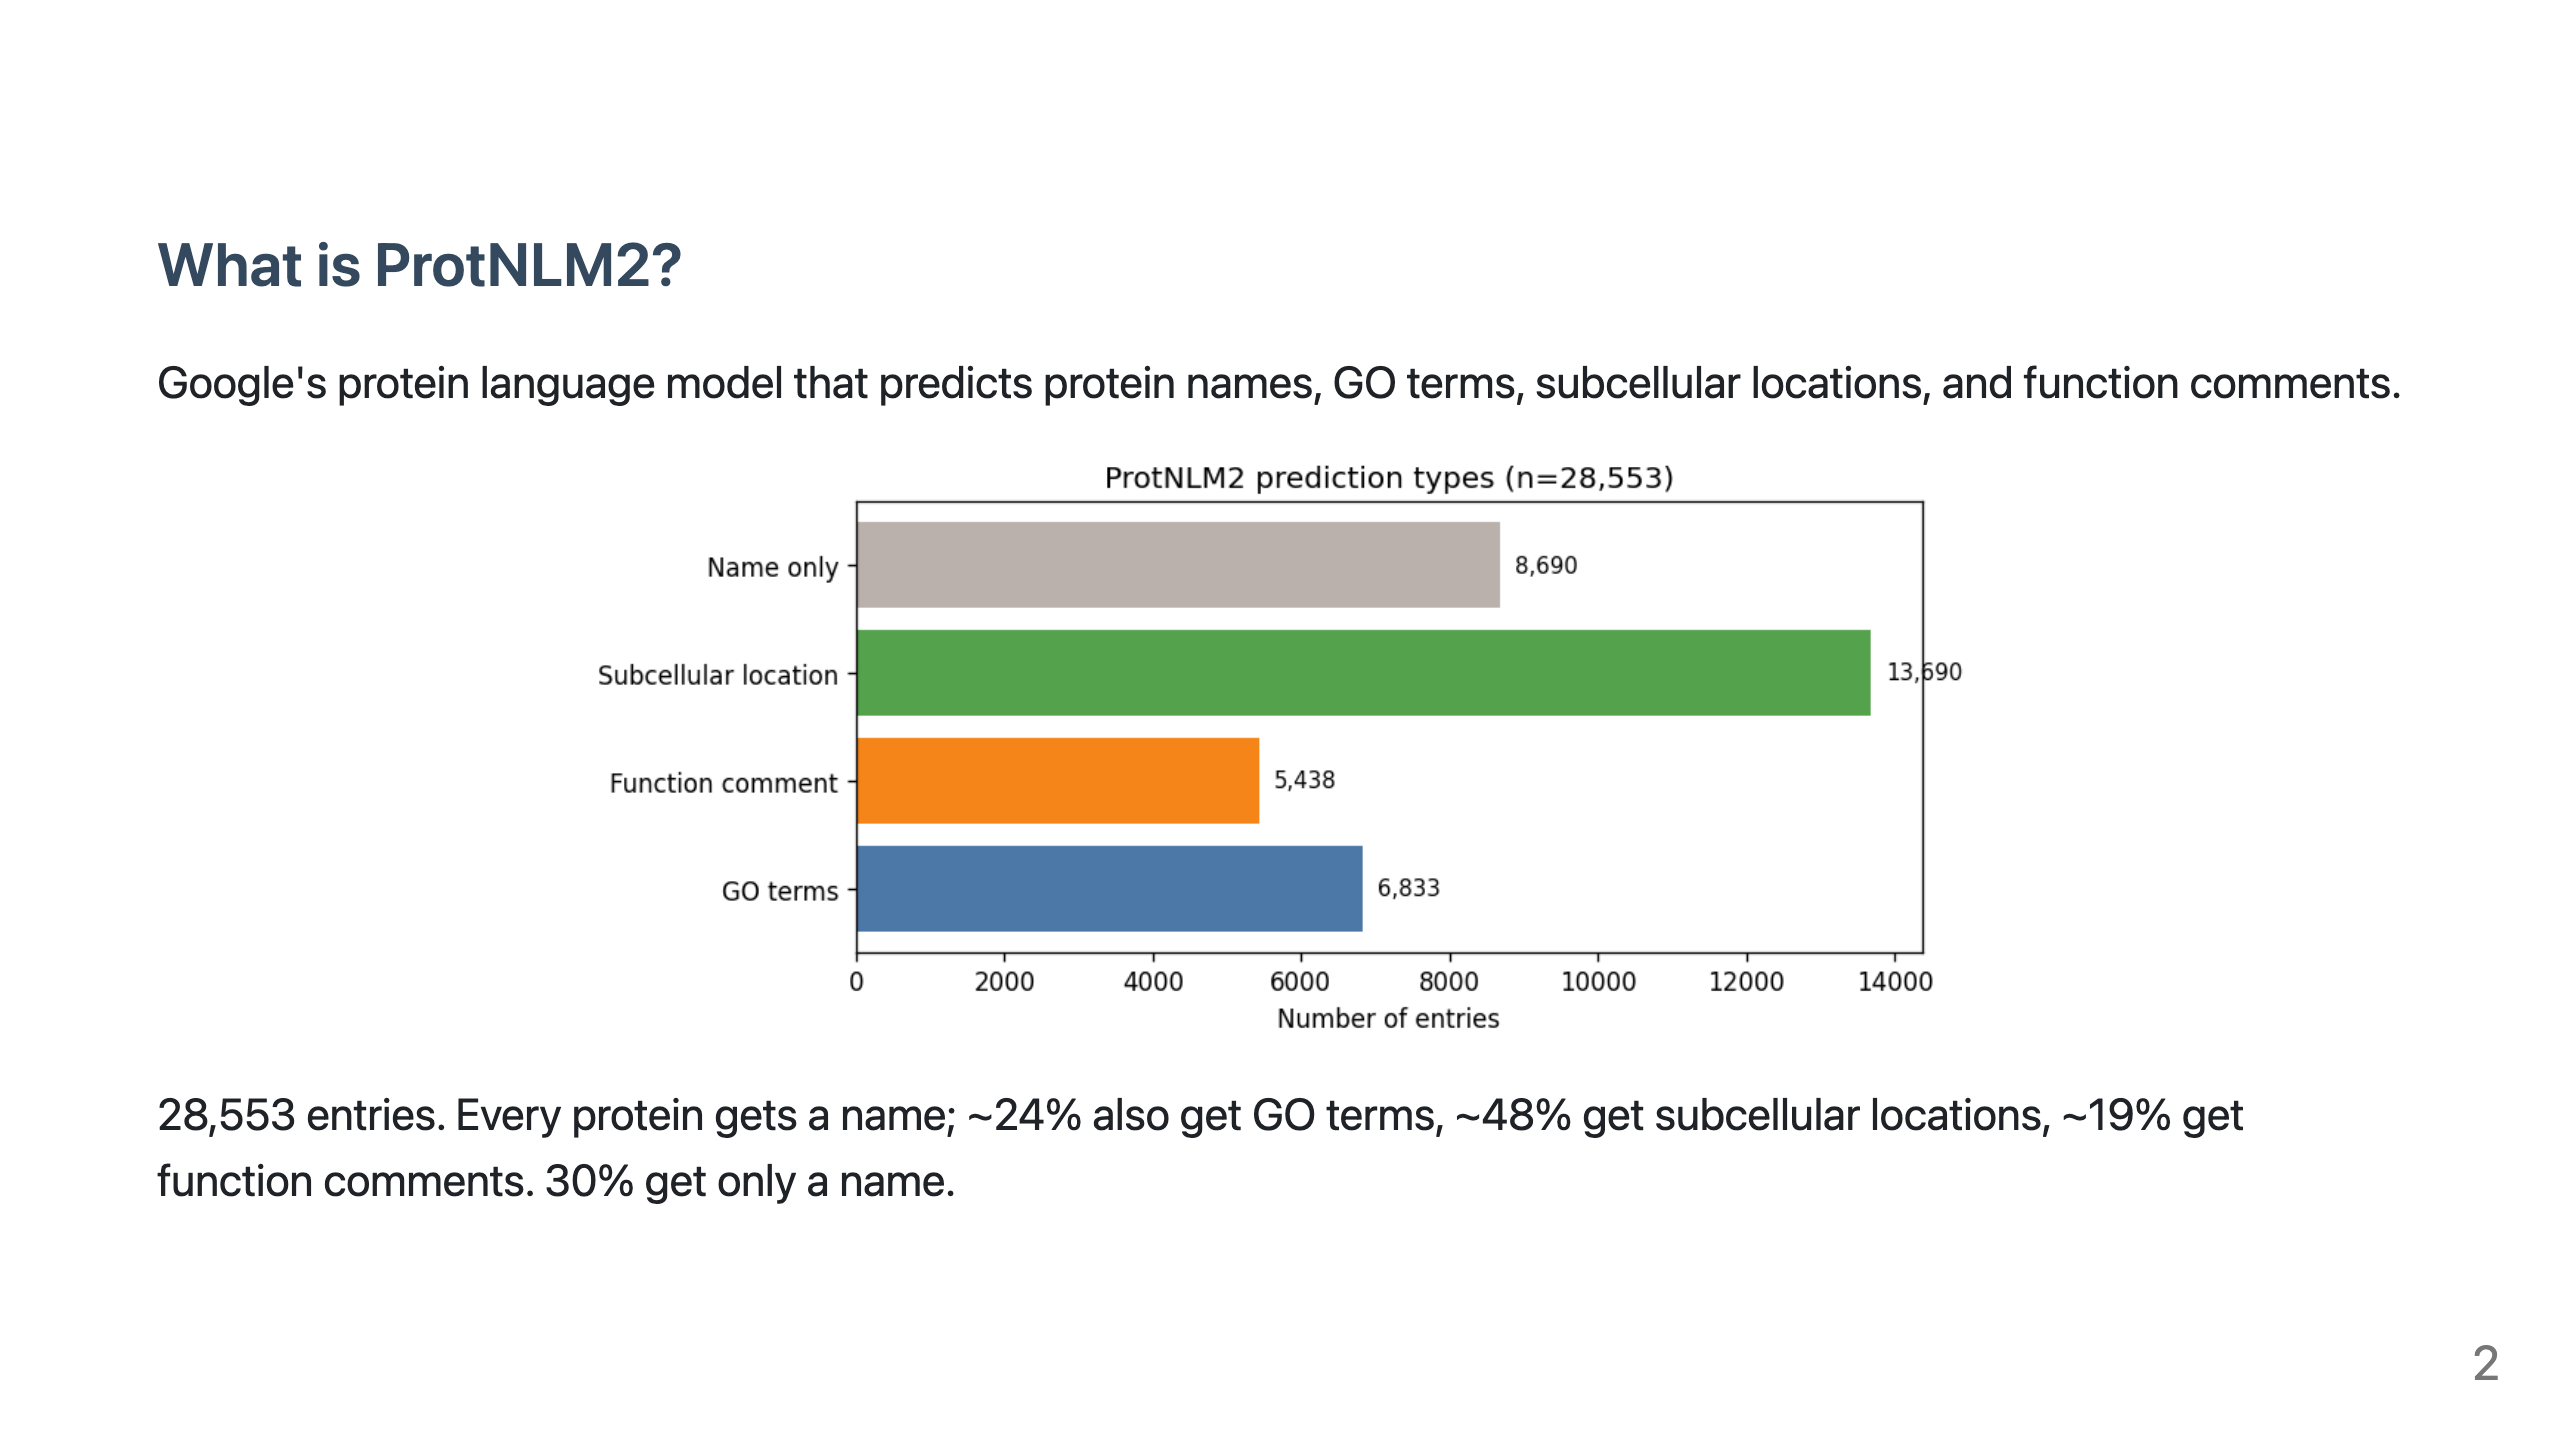 What is ProtNLM2?
Google's protein language model that predicts protein names, GO terms, subcellular locations, and function comments.
ProtNLM2 prediction types (n=28,553)
Name only
8,690
Subcellular location
13,690
Function comment
5,438
GO terms
6,833
0 2000 4000 6000 8000 10000 12000 14000
Number of entries
28,553 entries. Every protein gets a name; ~24% also get GO terms, ~48% get subcellular locations, ~19% get
function comments. 30% get only a name.
2